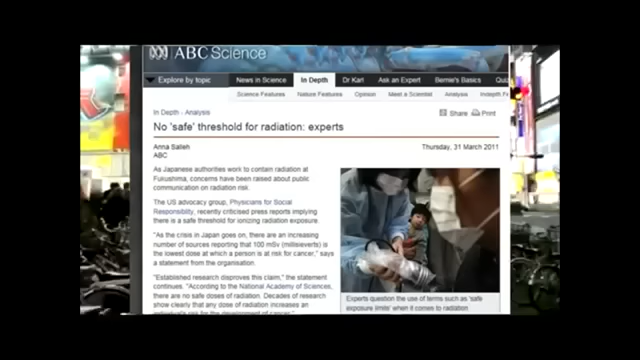 ABC Science
Explore by topic
News in Science
In Depth
Dr Karl
Ask an Expert
Bernie's Basics
Science Features
Nature Features
Opinion
Meet a Scientist
Analysis
In Depth - Analysis
Share
Print
No 'safe' threshold for radiation: experts
Anna Salleh
ABC
Thursday, 31 March 2011
As Japanese authorities work to contain radiation at
Fukushima, concerns have been raised about public
communication on radiation risk.
The US advocacy group, Physicians for Social
Responsiblity, recently criticised press reports implying
there is a safe threshold for ionizing radiation exposure.
"As the crisis in Japan goes on, there are an increasing
number of sources reporting that 100 mSv (millisieverts) is
the lowest dose at which a person is at risk for cancer," says
a statement from the organisation.
"Established research disproves this claim," the statement
continues. "According to the National Academy of Sciences,
there are no safe doses of radiation. Decades of research
show clearly that any dose of radiation increases an
individual's risk for the development of cancer."
Experts question the use of terms such as 'safe
exposure limits' when it comes to radiation